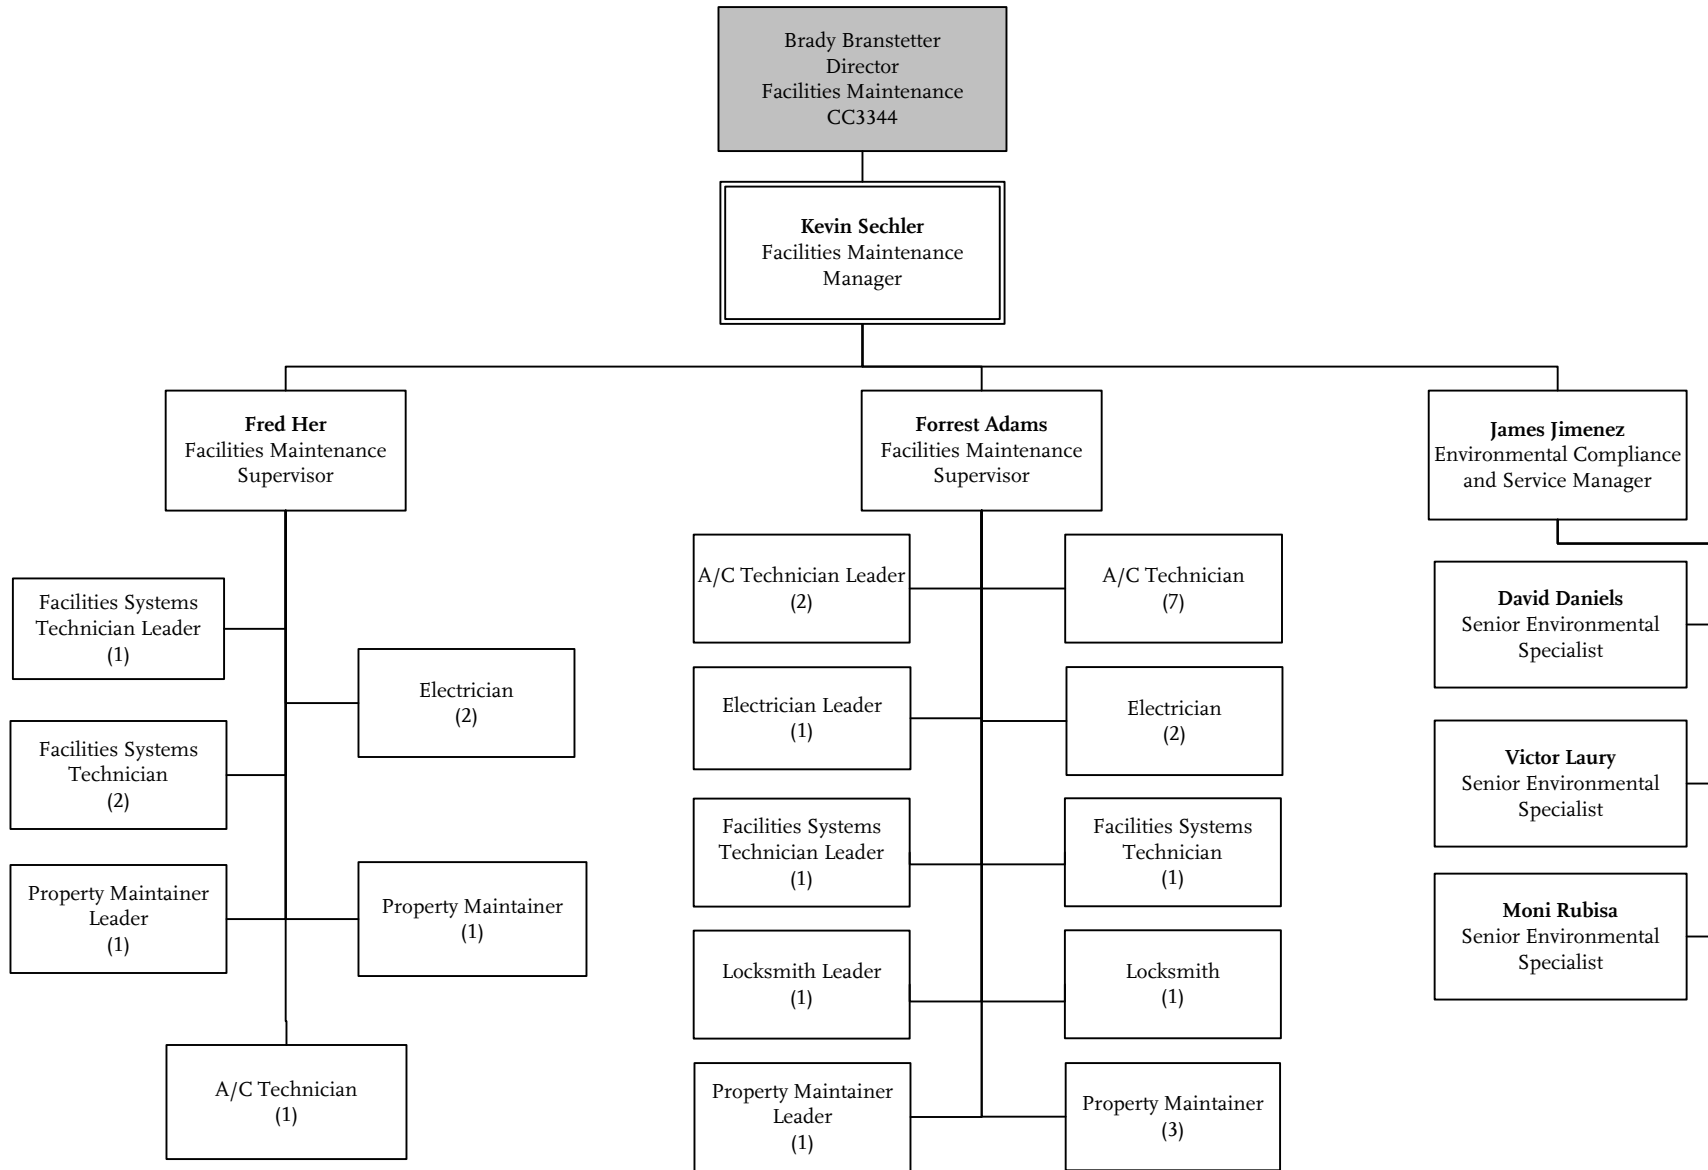 Brady Branstetter
Director
Facilities Maintenance
CC3344
Kevin Sechler
Facilities Maintenance
Manager
Fred Her
Facilities Maintenance
Supervisor
Forrest Adams
Facilities Maintenance
Supervisor
James Jimenez
Environmental Compliance
and Service Manager
Facilities Systems
Technician Leader
(1)
Electrician
(2)
Facilities Systems
Technician
(2)
Property Maintainer
Leader
(1)
Property Maintainer
(1)
A/C Technician
(1)
A/C Technician Leader
(2)
A/C Technician
(7)
Electrician Leader
(1)
Electrician
(2)
Facilities Systems
Technician Leader
(1)
Facilities Systems
Technician
(1)
Locksmith Leader
(1)
Locksmith
(1)
Property Maintainer
Leader
(1)
Property Maintainer
(3)
David Daniels
Senior Environmental
Specialist
Victor Laury
Senior Environmental
Specialist
Moni Rubisa
Senior Environmental
Specialist